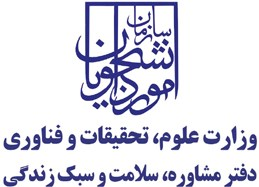 سازمان امور دانشجویان
وزارت علوم، تحقیقات و فناوری
دفتر مشاوره، سلامت و سبک زندگی